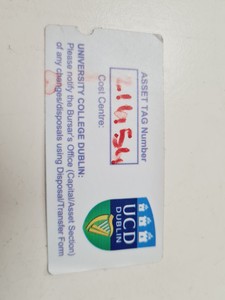 ASSET TAG Number
Cost Centre:
UNIVERSITY COLLEGE DUBLIN:
Please notify the Bursar's Office (Capital/Asset Section)
of any changes/disposals using Disposal/Transfer Form
UCD
DUBLIN